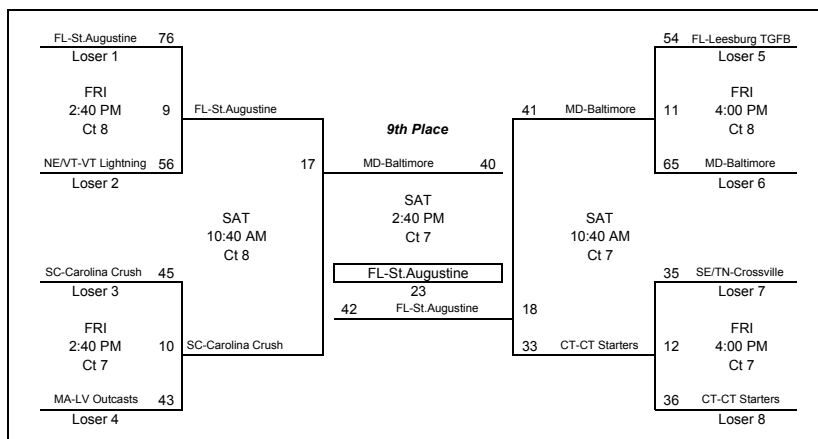 FL-St.Augustine 76
Loser 1
FRI
2:40 PM
Ct 8
9
FL-St.Augustine
NE/VT-VT Lightning 56
Loser 2
17
SAT
10:40 AM
Ct 8
SC-Carolina Crush 45
Loser 3
FRI
2:40 PM
Ct 7
10
SC-Carolina Crush
MA-LV Outcasts 43
Loser 4
9th Place
MD-Baltimore 40
SAT
2:40 PM
Ct 7
FL-St.Augustine
23
42 FL-St.Augustine
18
54 FL-Leesburg TGFB
Loser 5
41 MD-Baltimore
11
FRI
4:00 PM
Ct 8
65 MD-Baltimore
Loser 6
SAT
10:40 AM
Ct 7
35 SE/TN-Crossville
Loser 7
33 CT-CT Starters
12
FRI
4:00 PM
Ct 7
36 CT-CT Starters
Loser 8